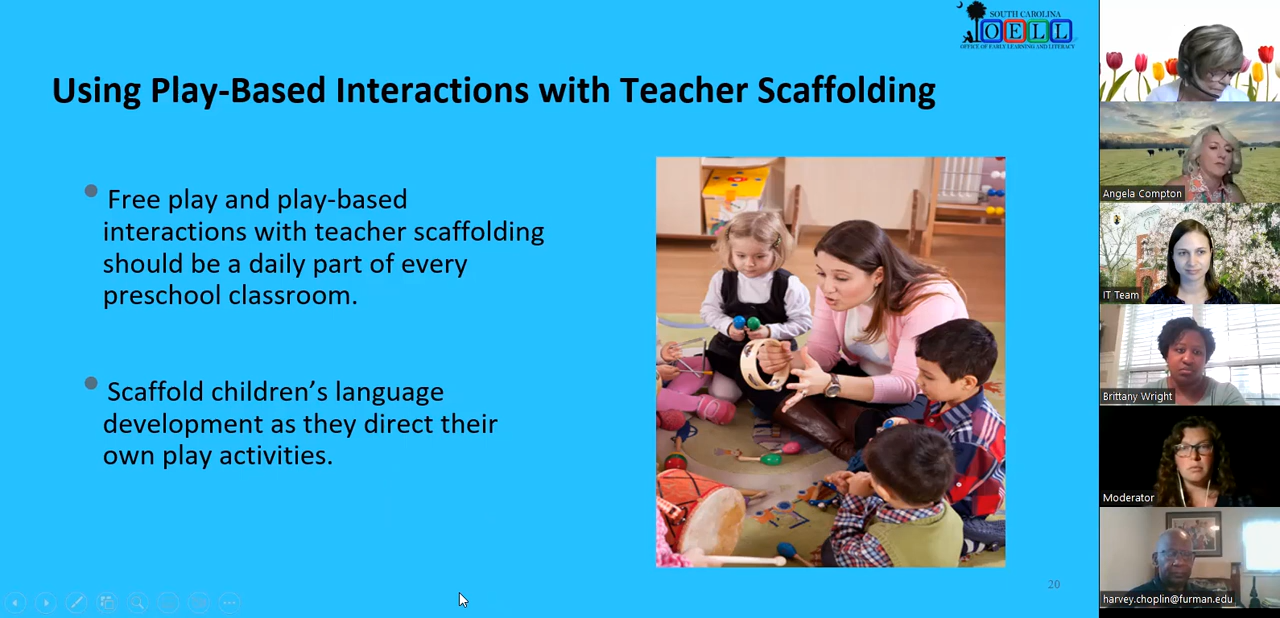 SOUTH CAROLINA
OELL
OFFICE OF EARLY LEARNING AND LITERACY
Using Play-Based Interactions with Teacher Scaffolding
Free play and play-based
interactions with teacher scaffolding
should be a daily part of every
preschool classroom.
Scaffold children’s language
development as they direct their
own play activities.
20
Angela Compton
IT Team
Brittany Wright
Moderator
harvey.choplin@furman.edu